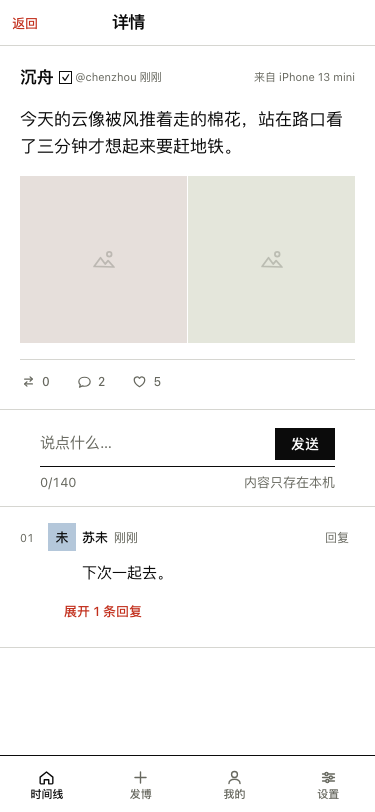 返回
详情
沉舟 @chenzhou 刚刚
来自 iPhone 13 mini
今天的云像被风推着走的棉花，站在路口看
了三分钟才想起来要赶地铁。
0 2 5
说点什么...
发送
0/140
内容只存在本机
01 未 苏未 刚刚
回复
下次一起去。
展开 1 条回复
时间线 发博 我的 设置